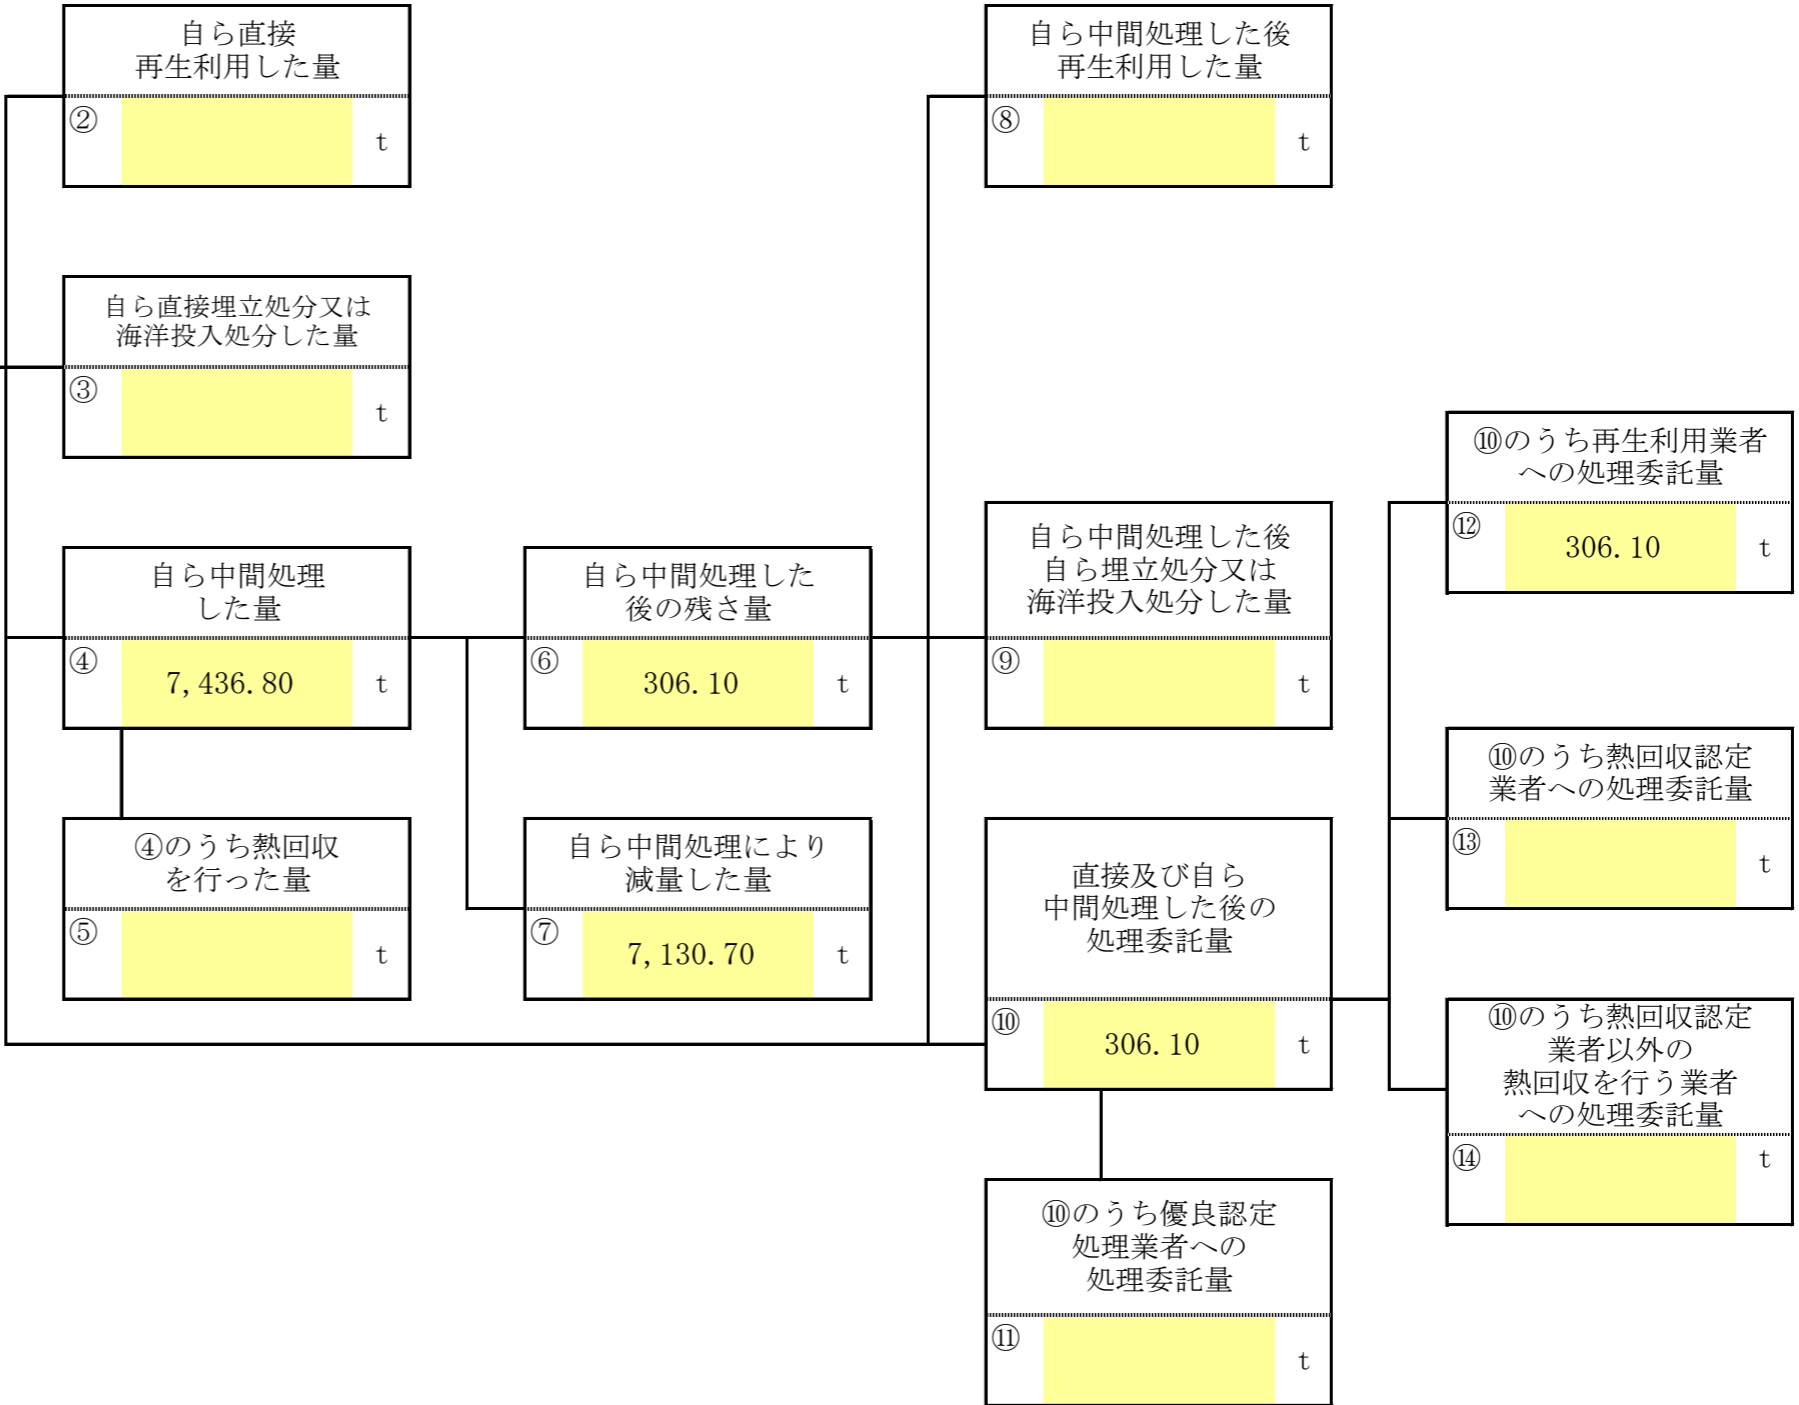 自ら直接
再生利用した量
②
t
自ら中間処理した後
再生利用した量
⑧
t
自ら直接埋立処分又は
海洋投入処分した量
③
t
⑩のうち再生利用業者
への処理委託量
⑫
306.10
t
自ら中間処理
した量
④
7,436.80
t
自ら中間処理した
後の残さ量
⑥
306.10
t
自ら中間処理した後
自ら埋立処分又は
海洋投入処分した量
⑨
t
⑩のうち熱回収認定
業者への処理委託量
⑬
t
④のうち熱回収
を行った量
⑤
t
自ら中間処理により
減量した量
⑦
7,130.70
t
直接及び自ら
中間処理した後の
処理委託量
⑩
306.10
t
⑩のうち熱回収認定
業者以外の
熱回収を行う業者
への処理委託量
⑭
t
⑩のうち優良認定
処理業者への
処理委託量
⑪
t